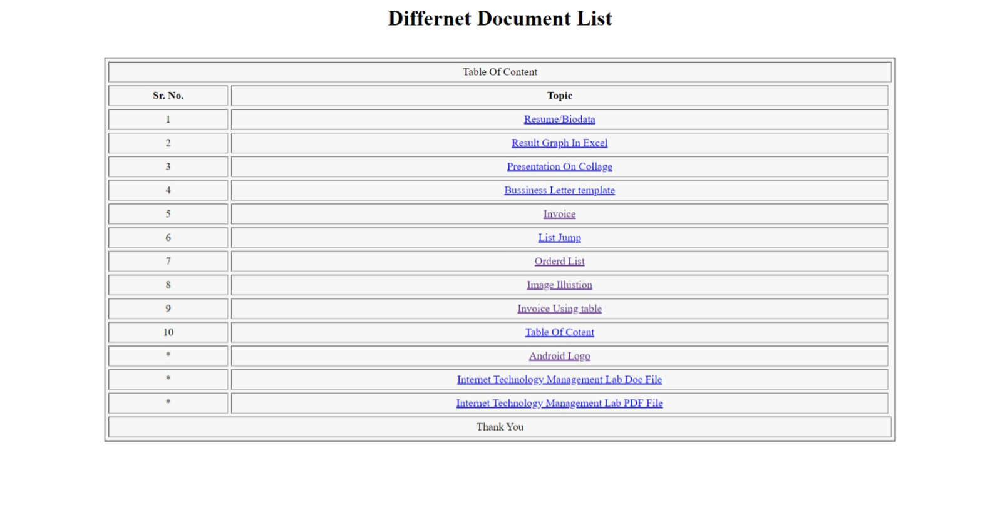 Differnet Document List
Table Of Content
Sr. No. Topic
1 Resume/Biodata
2 Result Graph In Excel
3 Presentation On Collage
4 Bussiness Letter template
5 Invoice
6 List Jump
7 Orderd List
8 Image Illustion
9 Invoice Using table
10 Table Of Cotent
* Android Logo
* Internet Technology Management Lab Doc File
* Internet Technology Management Lab PDF File
Thank You